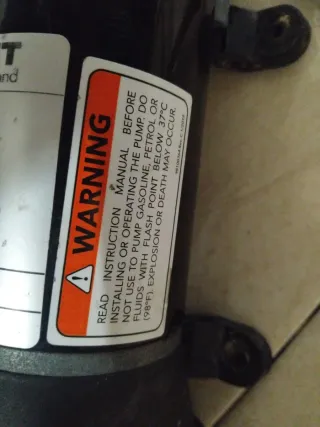 T
and
WARNING
READ INSTRUCTION MANUAL BEFORE
INSTALLING OR OPERATING THE PUMP. DO
NOT USE TO PUMP GASOLINE, PETROL OR
FLUIDS WITH FLASH POINT BELOW 37°C
(98°F). EXPLOSION OR DEATH MAY OCCUR.